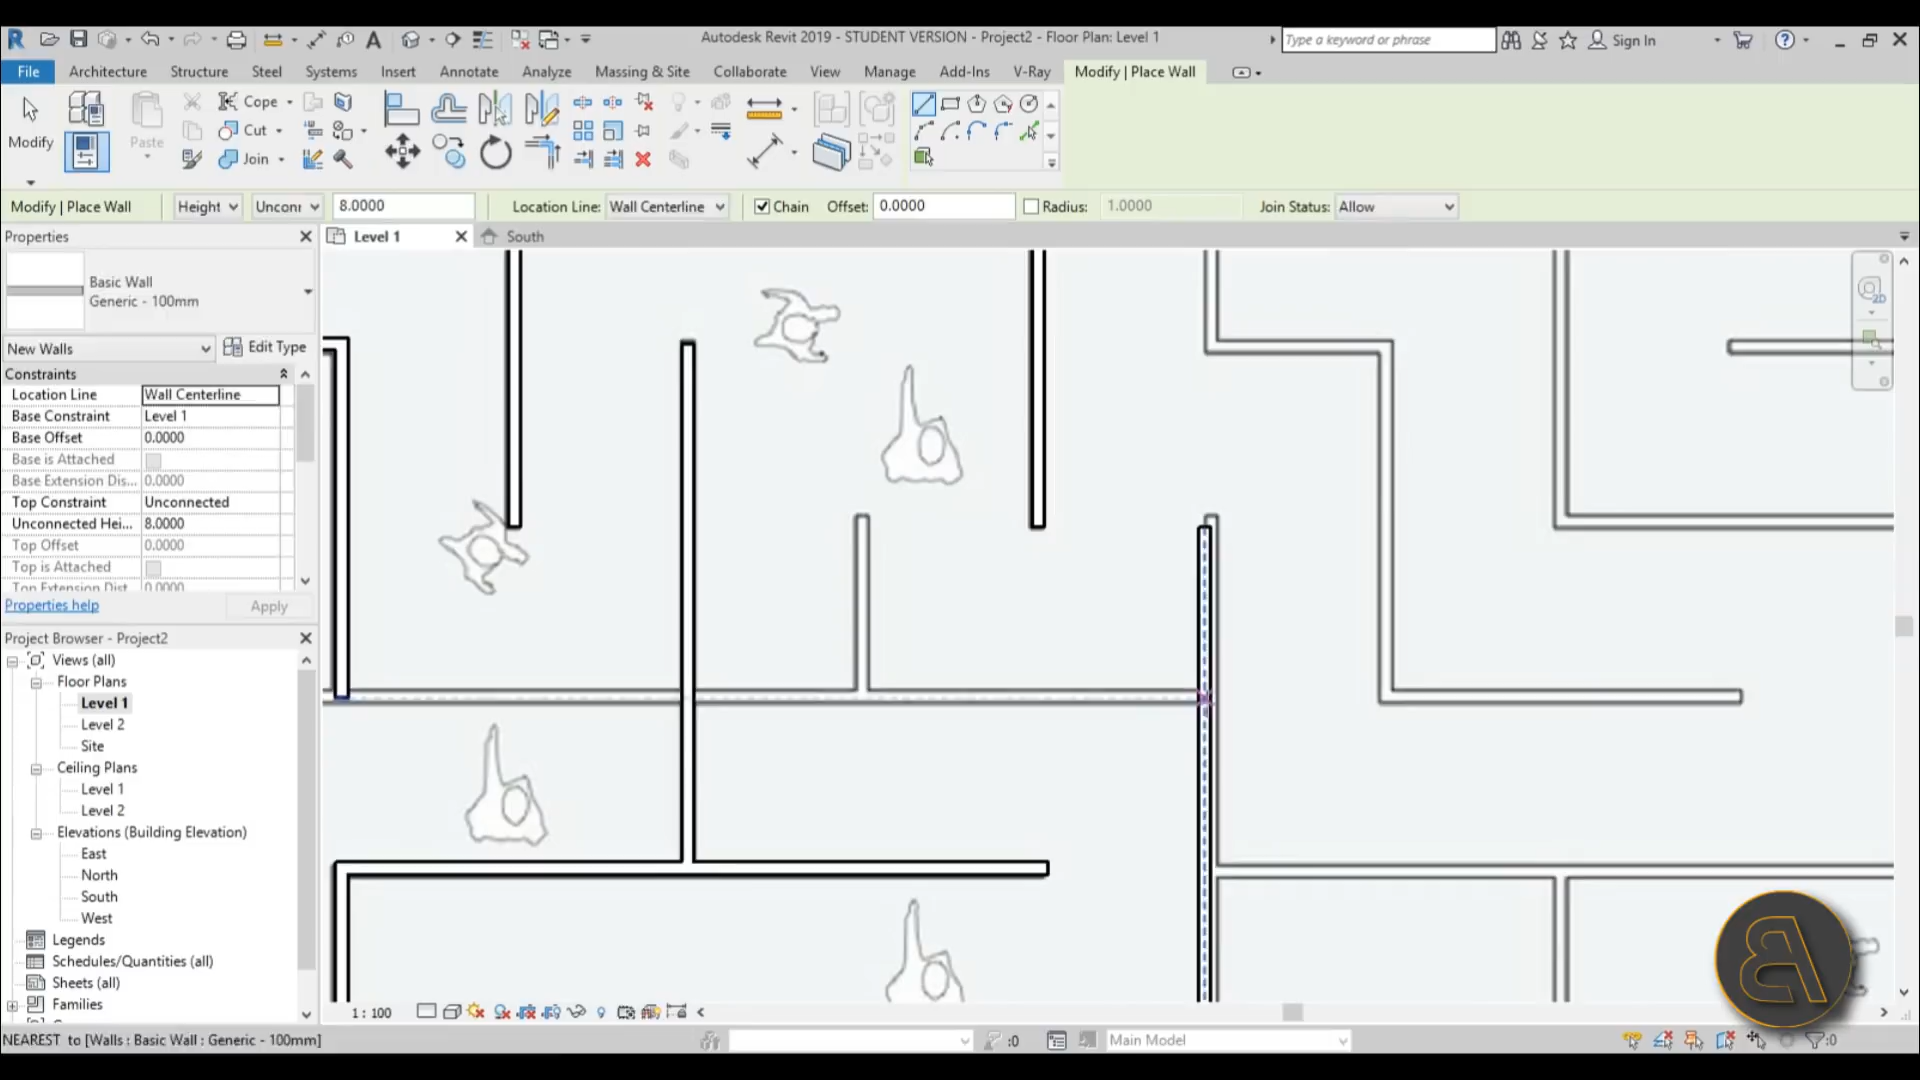 Autodesk Revit 2019 - STUDENT VERSION - Project2 - Floor Plan: Level 1
Type a keyword or phrase
Sign In
File Architecture Structure Steel Systems Insert Annotate Analyze Massing & Site Collaborate View Manage Add-Ins V-Ray Modify | Place Wall
Cope
Cut
Modify
Paste
Join
Modify | Place Wall Height 8.0000 Location Line: Wall Centerline Chain Offset: 0.0000 Radius: 1.0000 Join Status: Allow
Properties
Level 1 South
Basic Wall
Generic - 100mm
New Walls Edit Type
Constraints
Location Line Wall Centerline
Base Constraint Level 1
Base Offset 0.0000
Base is Attached
Base Extension Dis... 0.0000
Top Constraint Unconnected
Unconnected Hei... 8.0000
Top Offset 0.0000
Top is Attached
Top Extension Dist 0.0000
Properties help Apply
Project Browser - Project2
Views (all)
Floor Plans
Level 1
Level 2
Site
Ceiling Plans
Level 1
Level 2
Elevations (Building Elevation)
East
North
South
West
Legends
Schedules/Quantities (all)
Sheets (all)
Families
1 : 100
NEAREST to [Walls : Basic Wall : Generic - 100mm]
:0
Main Model
:0